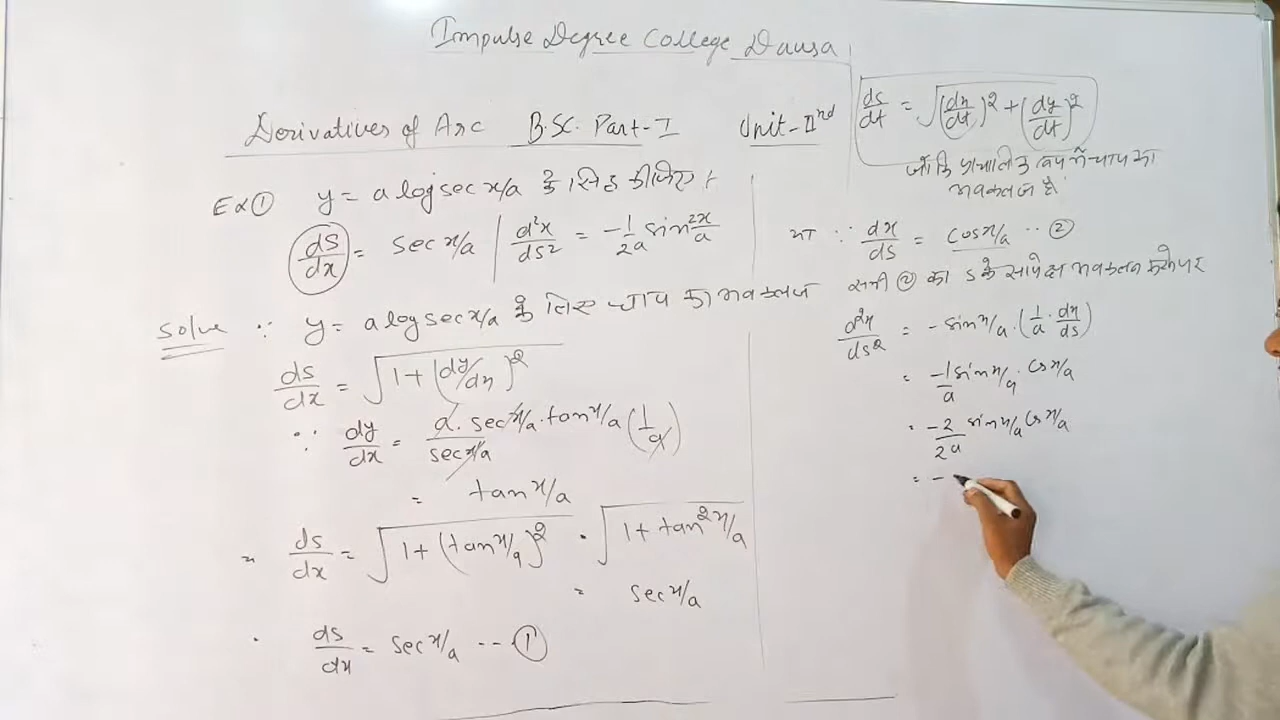 Impulse Degree College Dausa
Derivatives of Arc B.SC. Part-I Unit-IInd
Ex① y = a log sec x/a के सिद्ध कीजिए।
ds/dx = sec x/a | d²x/ds² = -1/2a sin 2x/a
Solve ∵ y = a log sec x/a के लिए चाप का अवकलज
ds/dx = √1+(dy/dx)²
∵ dy/dx = a. sec x/a . tan x/a (1/a) / sec x/a
= tan x/a
= ds/dx = √1+(tan x/a)² . √1+tan² x/a
= sec x/a
. ds/dx = sec x/a --- ①
ds/dt = √(dx/dt)² + (dy/dt)²
जो कि प्राचलिक रूप में चाप का
अवकलज है
या ∵ dx/ds = cos x/a -- ②
समी ② का s के सापेक्ष अवकलन करने पर
d²x/ds² = - sin x/a . (1/a . dx/ds)
= -1/a sin x/a . cos x/a
= -2/2a sin x/a cos x/a
= -